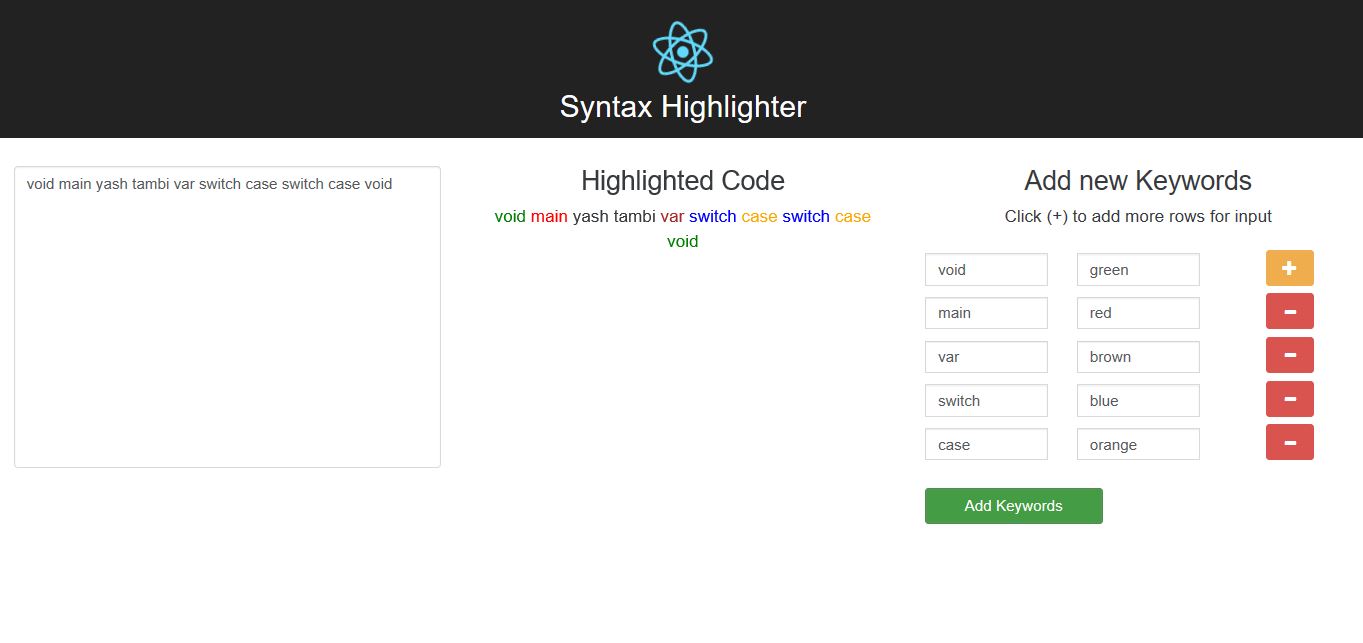 Syntax Highlighter
void main yash tambi var switch case switch case void
Highlighted Code
void main yash tambi var switch case switch case
void
Add new Keywords
Click (+) to add more rows for input
void green
main red
var brown
switch blue
case orange
Add Keywords